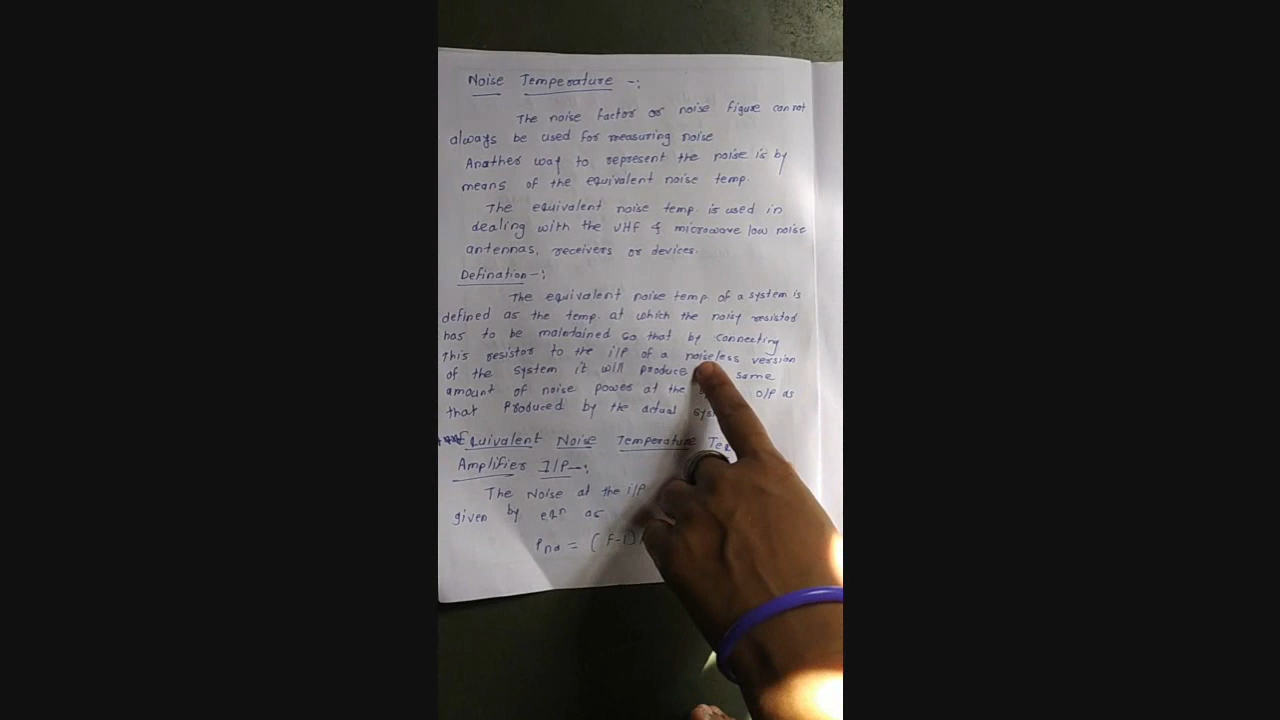 Noise Temperature -:
The noise factor or noise figure can not
always be used for measuring noise
Another way to represent the noise is by
means of the equivalent noise temp.
The equivalent noise temp. is used in
dealing with the UHF & microwave low noise
antennas, receivers or devices.
Defination -:
The equivalent noise temp. of a system is
defined as the temp. at which the noisy resistor
has to be maintained so that by connecting
this resistor to the i/p of a noiseless version
of the system it will produce same
amount of noise power at the O/P as
that produced by the actual
Equivalent Noise Temperature
Amplifier I/P -:
The Noise at the i/p
given by eqn as
Pna = (F-1)